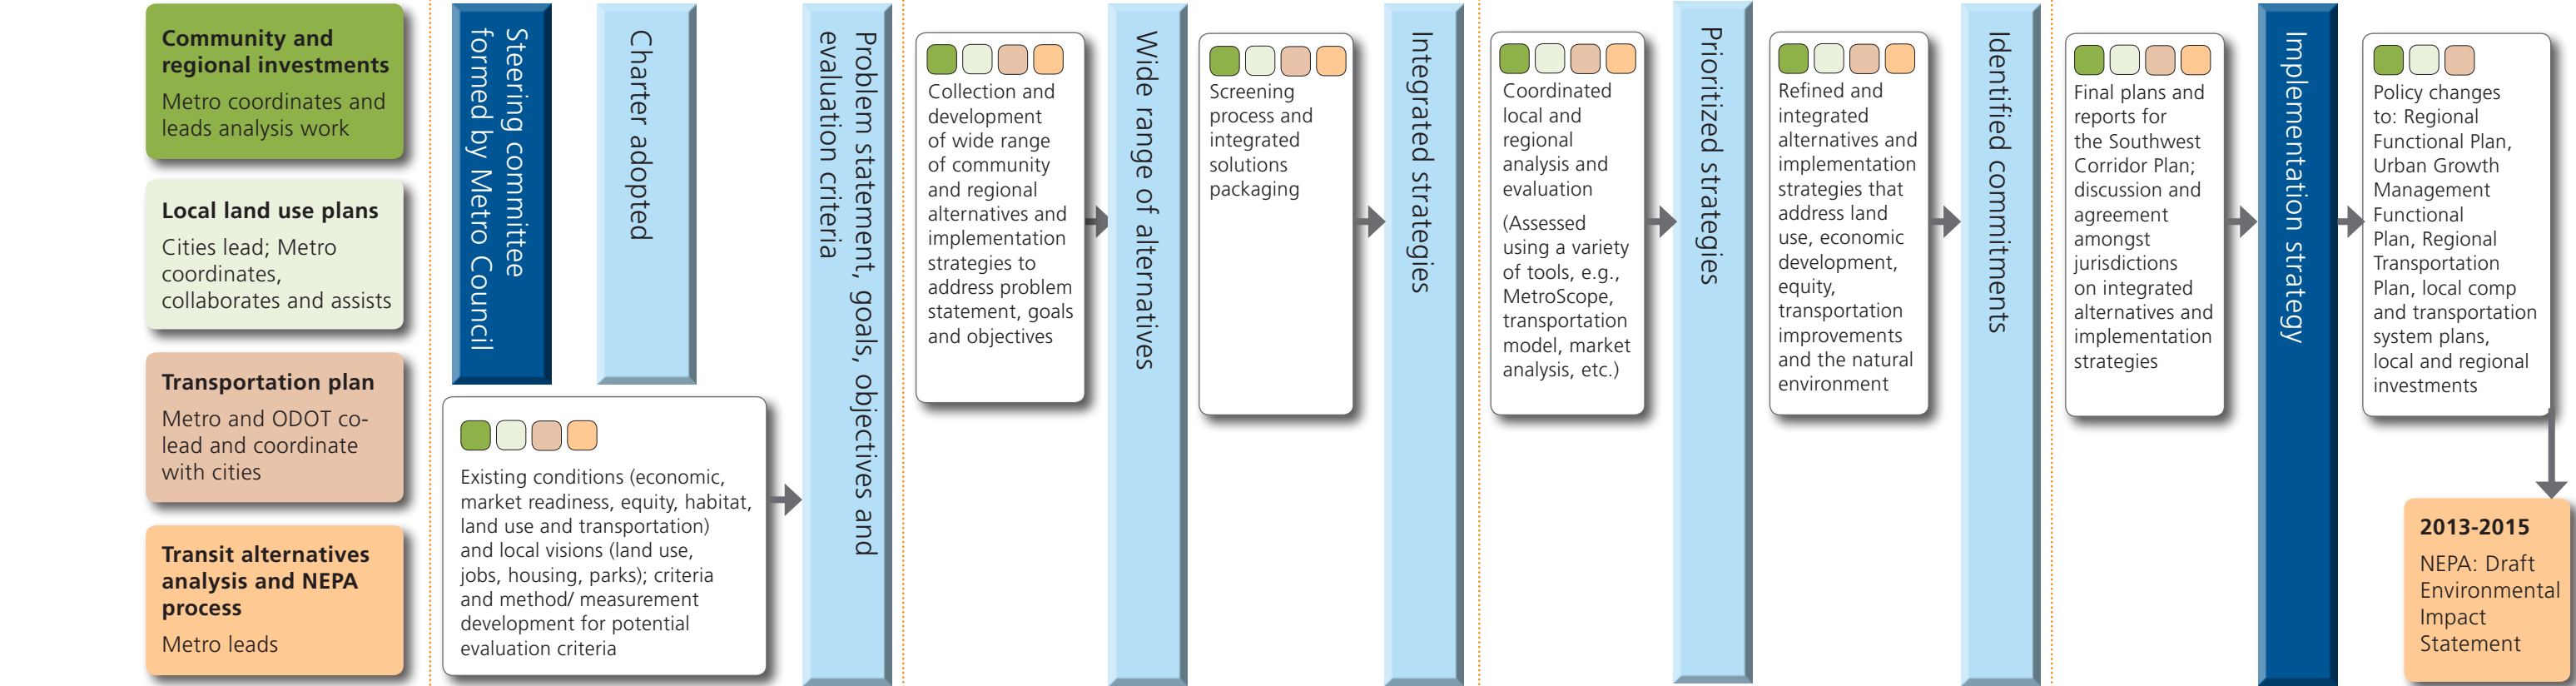 Community and
regional investments
Metro coordinates and
leads analysis work
Local land use plans
Cities lead; Metro
coordinates,
collaborates and assists
Transportation plan
Metro and ODOT co-
lead and coordinate
with cities
Transit alternatives
analysis and NEPA
process
Metro leads
Steering committee
formed by Metro Council
Charter adopted
Existing conditions (economic,
market readiness, equity, habitat,
land use and transportation)
and local visions (land use,
jobs, housing, parks); criteria
and method/ measurement
development for potential
evaluation criteria
Problem statement, goals, objectives and
evaluation criteria
Collection and
development
of wide range
of community
and regional
alternatives and
implementation
strategies to
address problem
statement, goals
and objectives
Wide range of alternatives
Screening
process and
integrated
solutions
packaging
Integrated strategies
Coordinated
local and
regional
analysis and
evaluation
(Assessed
using a variety
of tools, e.g.,
MetroScope,
transportation
model, market
analysis, etc.)
Prioritized strategies
Refined and
integrated
alternatives and
implementation
strategies that
address land
use, economic
development,
equity,
transportation
improvements
and the natural
environment
Identified commitments
Final plans and
reports for
the Southwest
Corridor Plan;
discussion and
agreement
amongst
jurisdictions
on integrated
alternatives and
implementation
strategies
Implementation strategy
Policy changes
to: Regional
Functional Plan,
Urban Growth
Management
Functional
Plan, Regional
Transportation
Plan, local comp
and transportation
system plans,
local and regional
investments
2013-2015
NEPA: Draft
Environmental
Impact
Statement